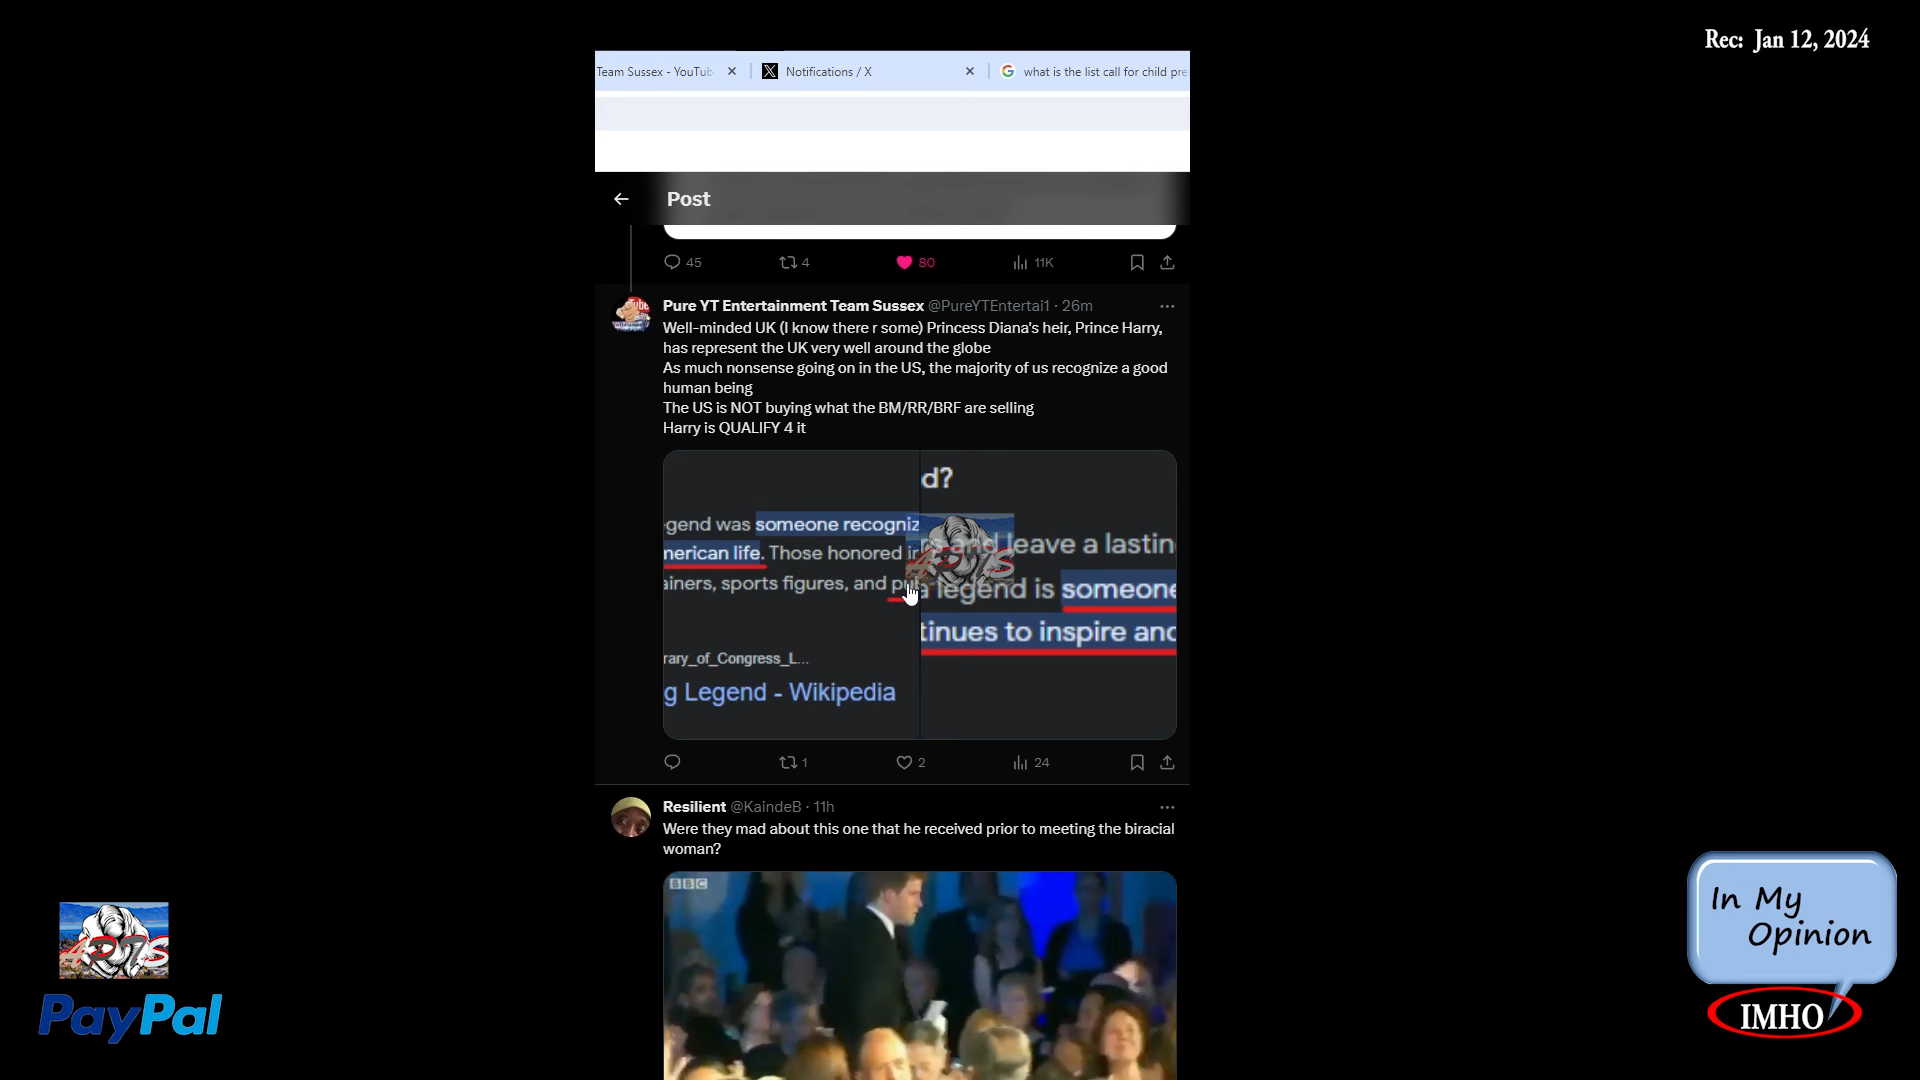 Rec: Jan 12, 2024
Team Sussex - YouTub
Notifications / X
what is the list call for child pre
Post
45
4
80
11K
Pure YT Entertainment Team Sussex @PureYTEntertai1 · 26m
Well-minded UK (I know there r some) Princess Diana's heir, Prince Harry,
has represent the UK very well around the globe
As much nonsense going on in the US, the majority of us recognize a good
human being
The US is NOT buying what the BM/RR/BRF are selling
Harry is QUALIFY 4 it
egend was someone recogniz
merican life. Those honored in
ainers, sports figures, and pu
rary_of_Congress_L...
g Legend - Wikipedia
d?
and leave a lastin
a legend is someone
tinues to inspire and
1
2
24
Resilient @KaindeB · 11h
Were they mad about this one that he received prior to meeting the biracial
woman?
BBC
PayPal
In My
Opinion
IMHO